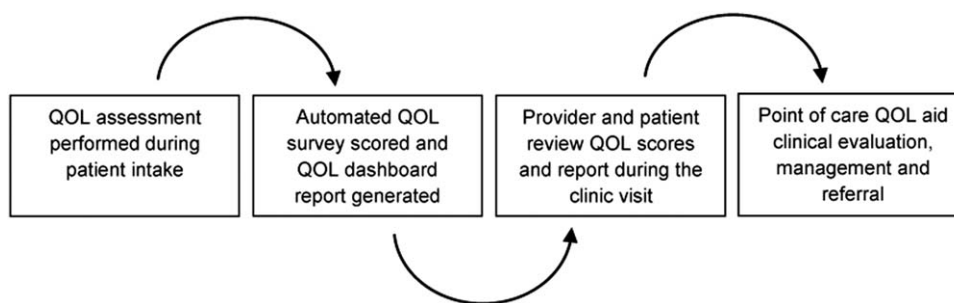 QOL assessment
performed during
patient intake
Automated QOL
survey scored and
QOL dashboard
report generated
Provider and patient
review QOL scores
and report during the
clinic visit
Point of care QOL aid
clinical evaluation,
management and
referral